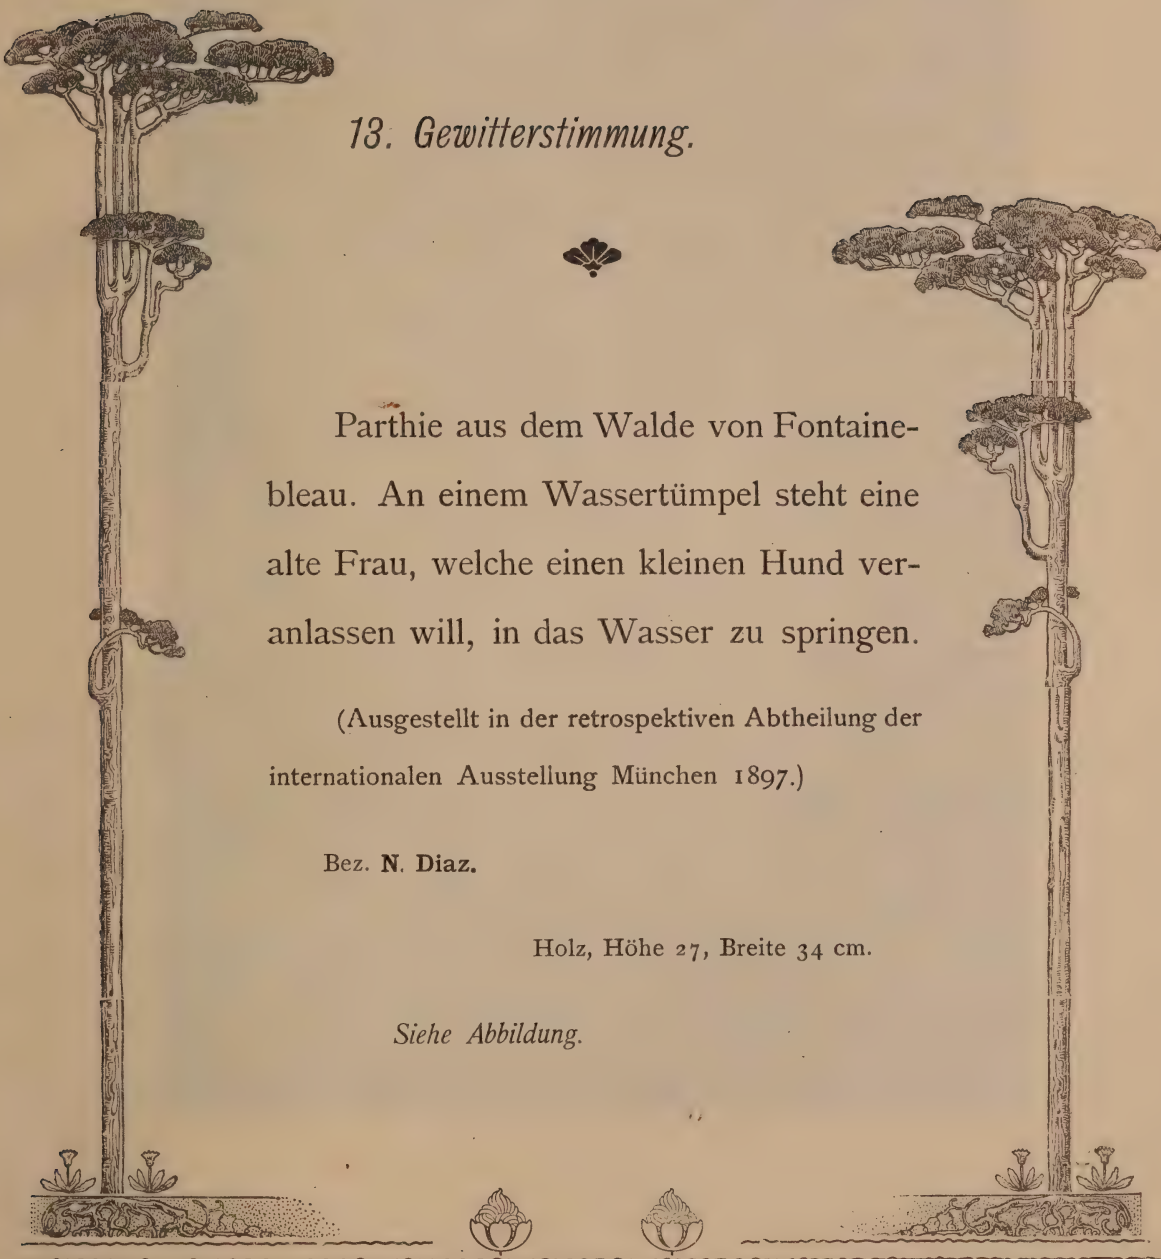 13. Gewitterstimmung.
Parthie aus dem Walde von Fontaine-
bleau. An einem Wassertümpel steht eine
alte Frau, welche einen kleinen Hund ver-
anlassen will, in das Wasser zu springen.
(Ausgestellt in der retrospektiven Abtheilung der
internationalen Ausstellung München 1897.)
Bez. N. Diaz.
Holz, Höhe 27, Breite 34 cm.
Siehe Abbildung.